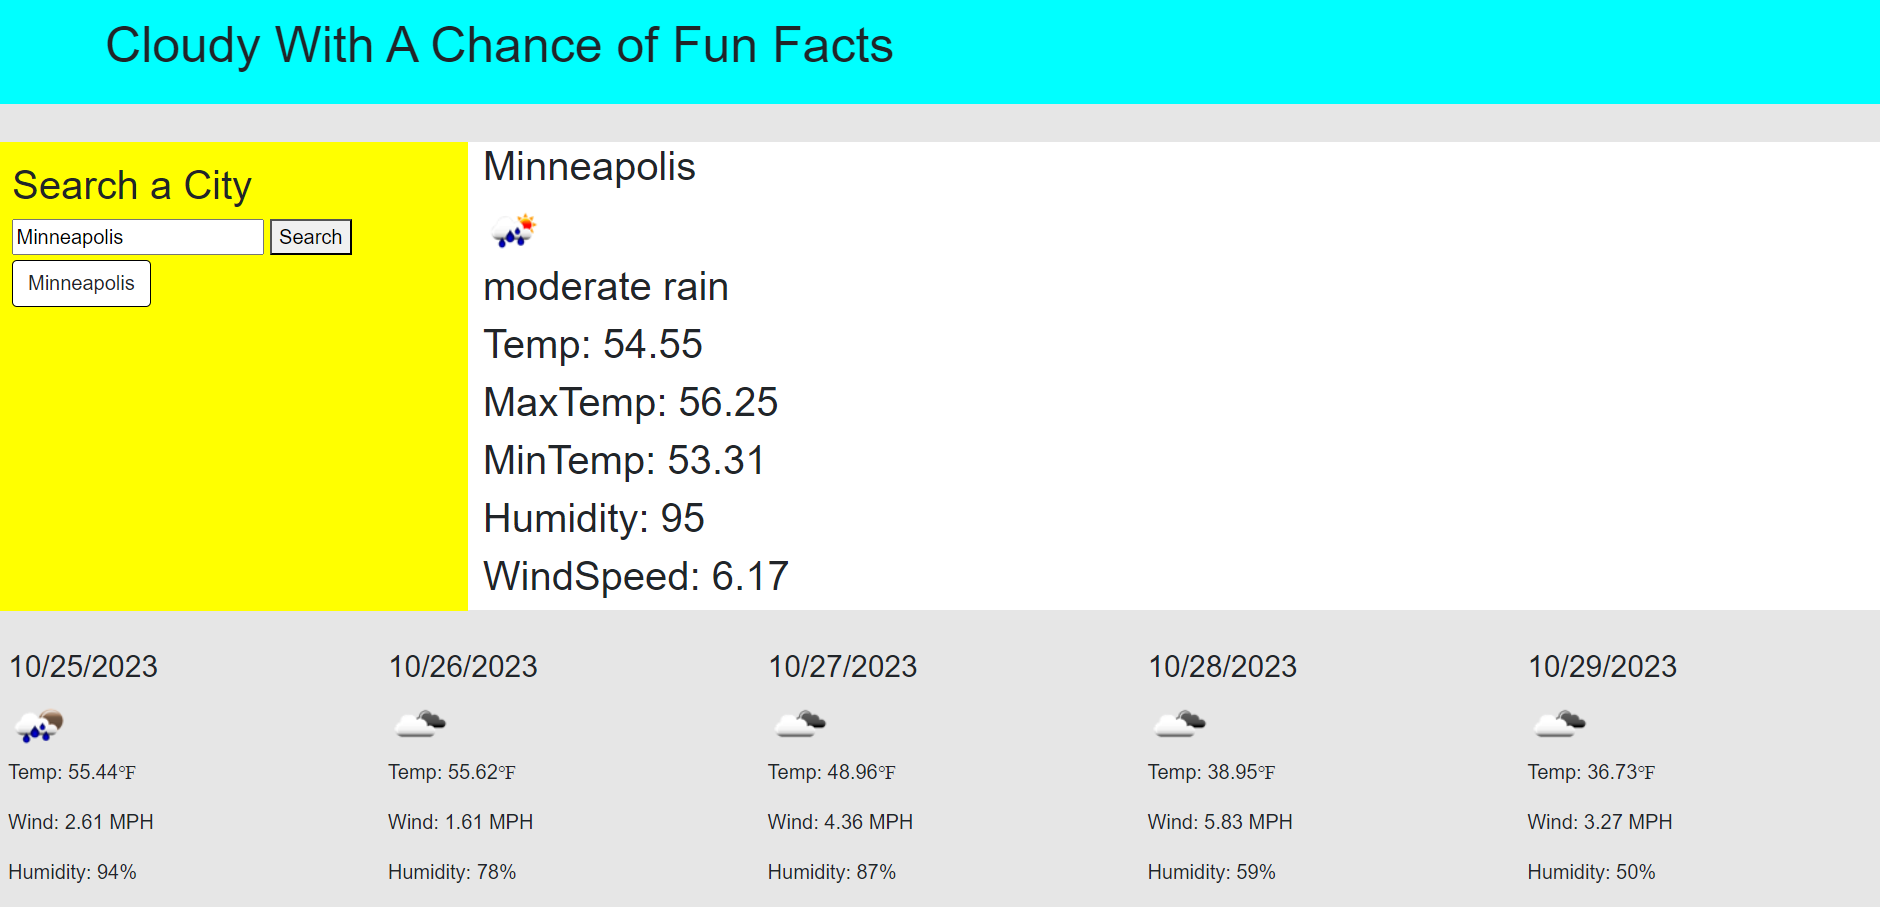 Cloudy With A Chance of Fun Facts
Search a City
Minneapolis
Search
Minneapolis
Minneapolis
moderate rain
Temp: 54.55
MaxTemp: 56.25
MinTemp: 53.31
Humidity: 95
WindSpeed: 6.17
10/25/2023
Temp: 55.44℉
Wind: 2.61 MPH
Humidity: 94%
10/26/2023
Temp: 55.62℉
Wind: 1.61 MPH
Humidity: 78%
10/27/2023
Temp: 48.96℉
Wind: 4.36 MPH
Humidity: 87%
10/28/2023
Temp: 38.95℉
Wind: 5.83 MPH
Humidity: 59%
10/29/2023
Temp: 36.73℉
Wind: 3.27 MPH
Humidity: 50%